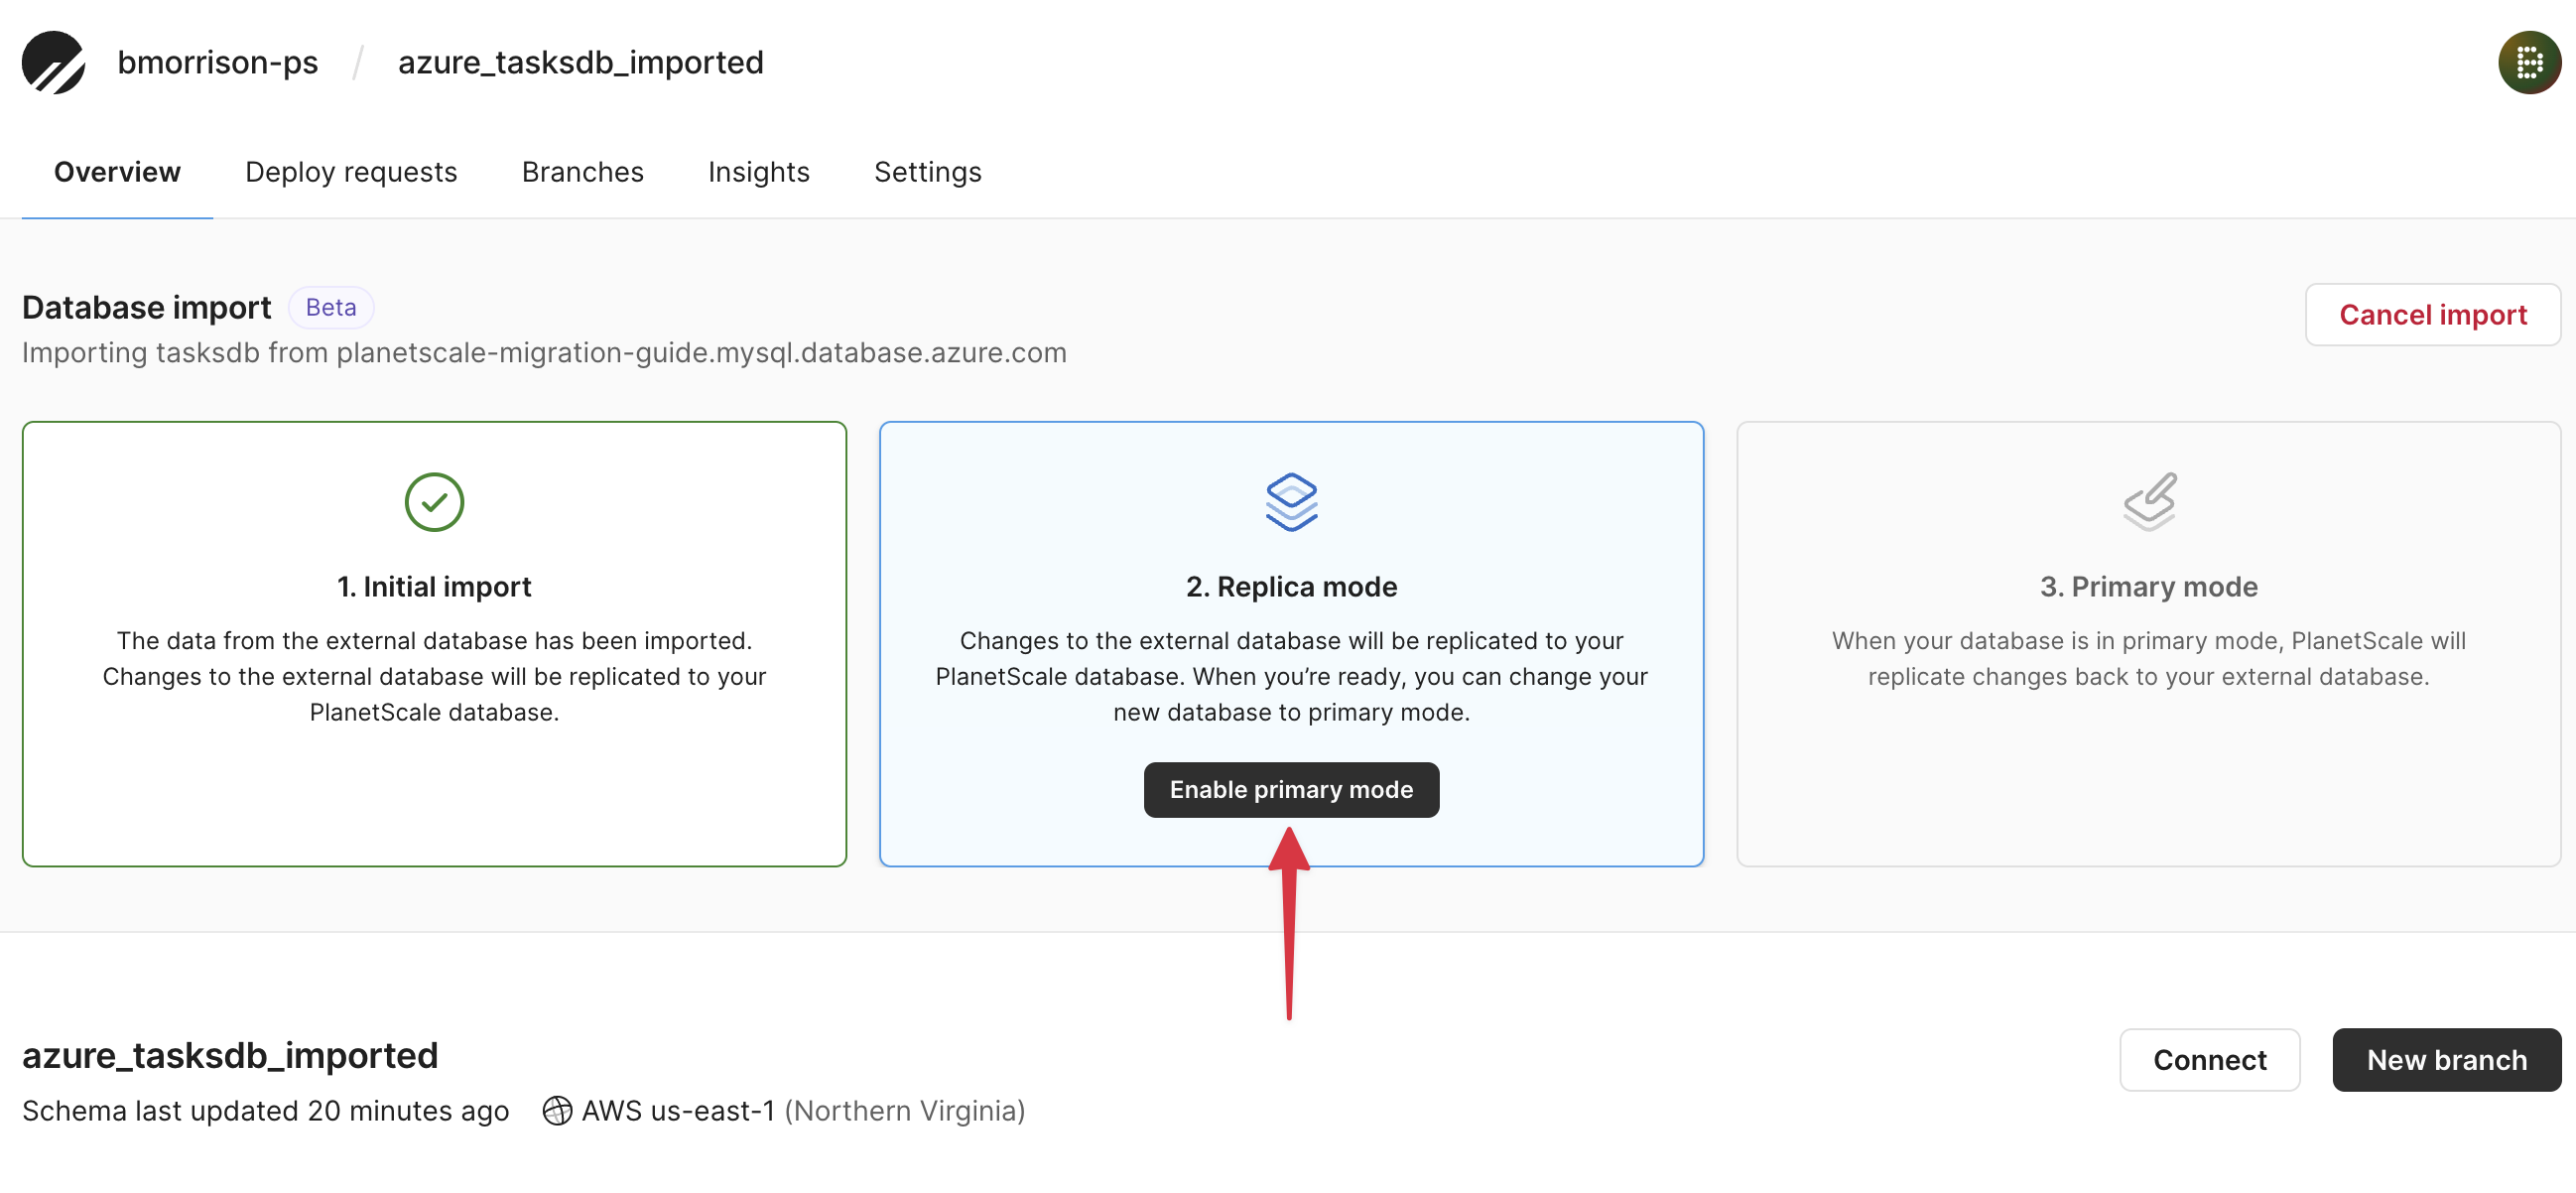 bmorrison-ps / azure_tasksdb_imported
B
Overview Deploy requests Branches Insights Settings
Database import Beta
Cancel import
Importing tasksdb from planetscale-migration-guide.mysql.database.azure.com
1. Initial import
The data from the external database has been imported.
Changes to the external database will be replicated to your
PlanetScale database.
2. Replica mode
Changes to the external database will be replicated to your
PlanetScale database. When you’re ready, you can change your
new database to primary mode.
Enable primary mode
3. Primary mode
When your database is in primary mode, PlanetScale will
replicate changes back to your external database.
azure_tasksdb_imported
Connect New branch
Schema last updated 20 minutes ago AWS us-east-1 (Northern Virginia)